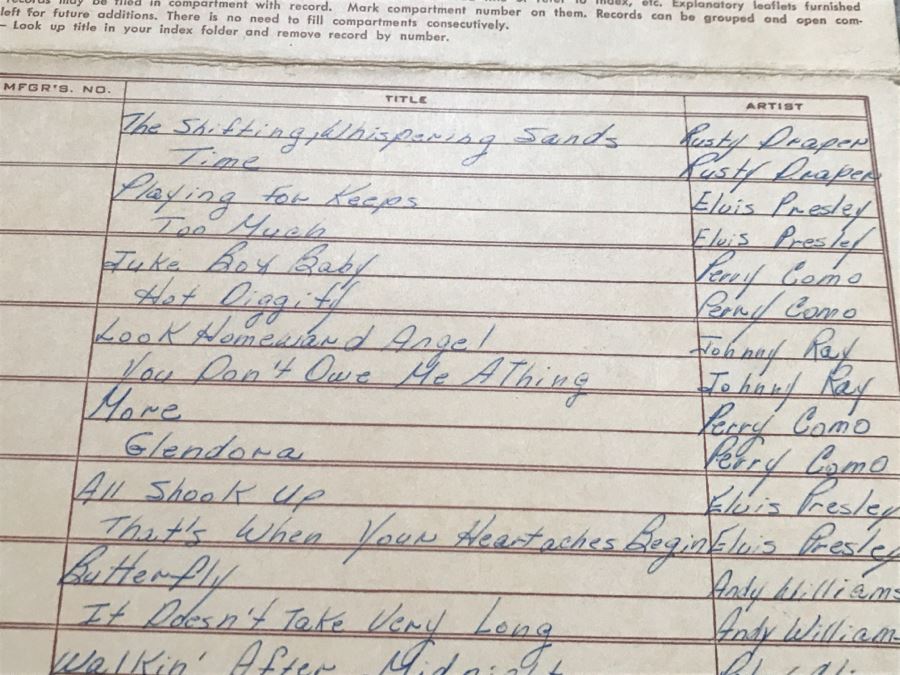 may be filed in compartment with record. Mark compartment number on them. Records can be grouped and open com-
left for future additions. There is no need to fill compartments consecutively.
— Look up title in your index folder and remove record by number.
MFGR'S. NO. TITLE ARTIST
The Shifting, Whispering Sands Rusty Draper
Time Rusty Draper
Playing for Keeps Elvis Presley
Too Much Elvis Presley
Juke Box Baby Perry Como
Hot Diggity Perry Como
Look Homeward Angel Johnny Ray
You Don't Owe Me A Thing Johnny Ray
More Perry Como
Glendora Perry Como
All Shook Up Elvis Presley
That's When Your Heartaches Begin Elvis Presley
Butterfly Andy Williams
It Doesn't Take Very Long Andy William
Walkin' After Midnight